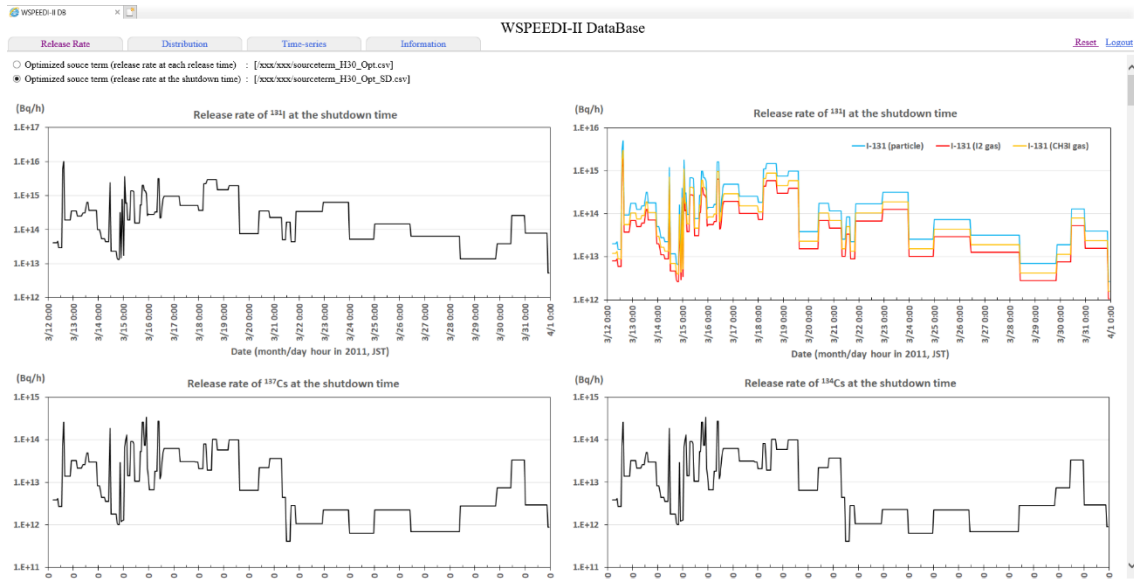 WSPEEDI-II DB
WSPEEDI-II DataBase
Release Rate Distribution Time-series Information Reset Logout
Optimized souce term (release rate at each release time) : [/xxx/xxx/sourceterm_H30_Opt.csv]
Optimized souce term (release rate at the shutdown time) : [/xxx/xxx/sourceterm_H30_Opt_SD.csv]
(Bq/h)
Release rate of ¹³¹I at the shutdown time
1.E+17
1.E+16
1.E+15
1.E+14
1.E+13
1.E+12
3/12 0:00
3/13 0:00
3/14 0:00
3/15 0:00
3/16 0:00
3/17 0:00
3/18 0:00
3/19 0:00
3/20 0:00
3/21 0:00
3/22 0:00
3/23 0:00
3/24 0:00
3/25 0:00
3/26 0:00
3/27 0:00
3/28 0:00
3/29 0:00
3/30 0:00
3/31 0:00
4/1 0:00
Date (month/day hour in 2011, JST)
(Bq/h)
Release rate of ¹³¹I at the shutdown time
I-131 (particle) I-131 (I2 gas) I-131 (CH3I gas)
1.E+16
1.E+15
1.E+14
1.E+13
1.E+12
3/12 0:00
3/13 0:00
3/14 0:00
3/15 0:00
3/16 0:00
3/17 0:00
3/18 0:00
3/19 0:00
3/20 0:00
3/21 0:00
3/22 0:00
3/23 0:00
3/24 0:00
3/25 0:00
3/26 0:00
3/27 0:00
3/28 0:00
3/29 0:00
3/30 0:00
3/31 0:00
4/1 0:00
Date (month/day hour in 2011, JST)
(Bq/h)
Release rate of ¹³⁷Cs at the shutdown time
1.E+15
1.E+14
1.E+13
1.E+12
1.E+11
(Bq/h)
Release rate of ¹³⁴Cs at the shutdown time
1.E+15
1.E+14
1.E+13
1.E+12
1.E+11